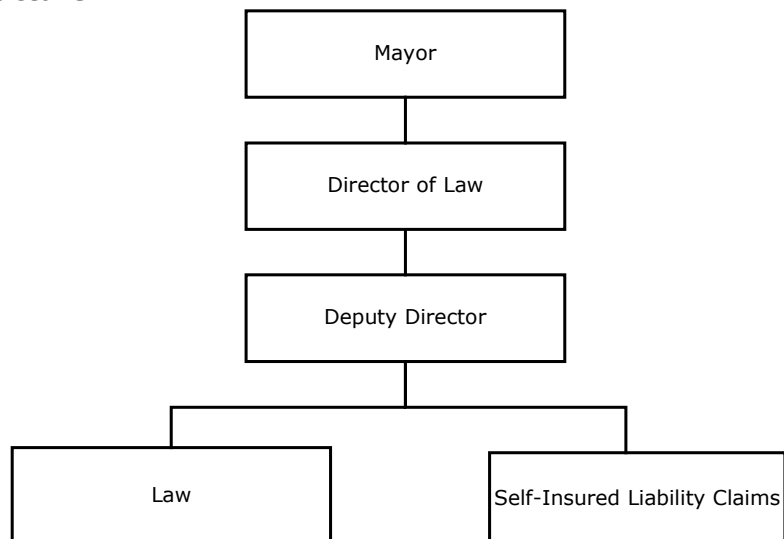 Mayor
Director of Law
Deputy Director
Law
Self-Insured Liability Claims